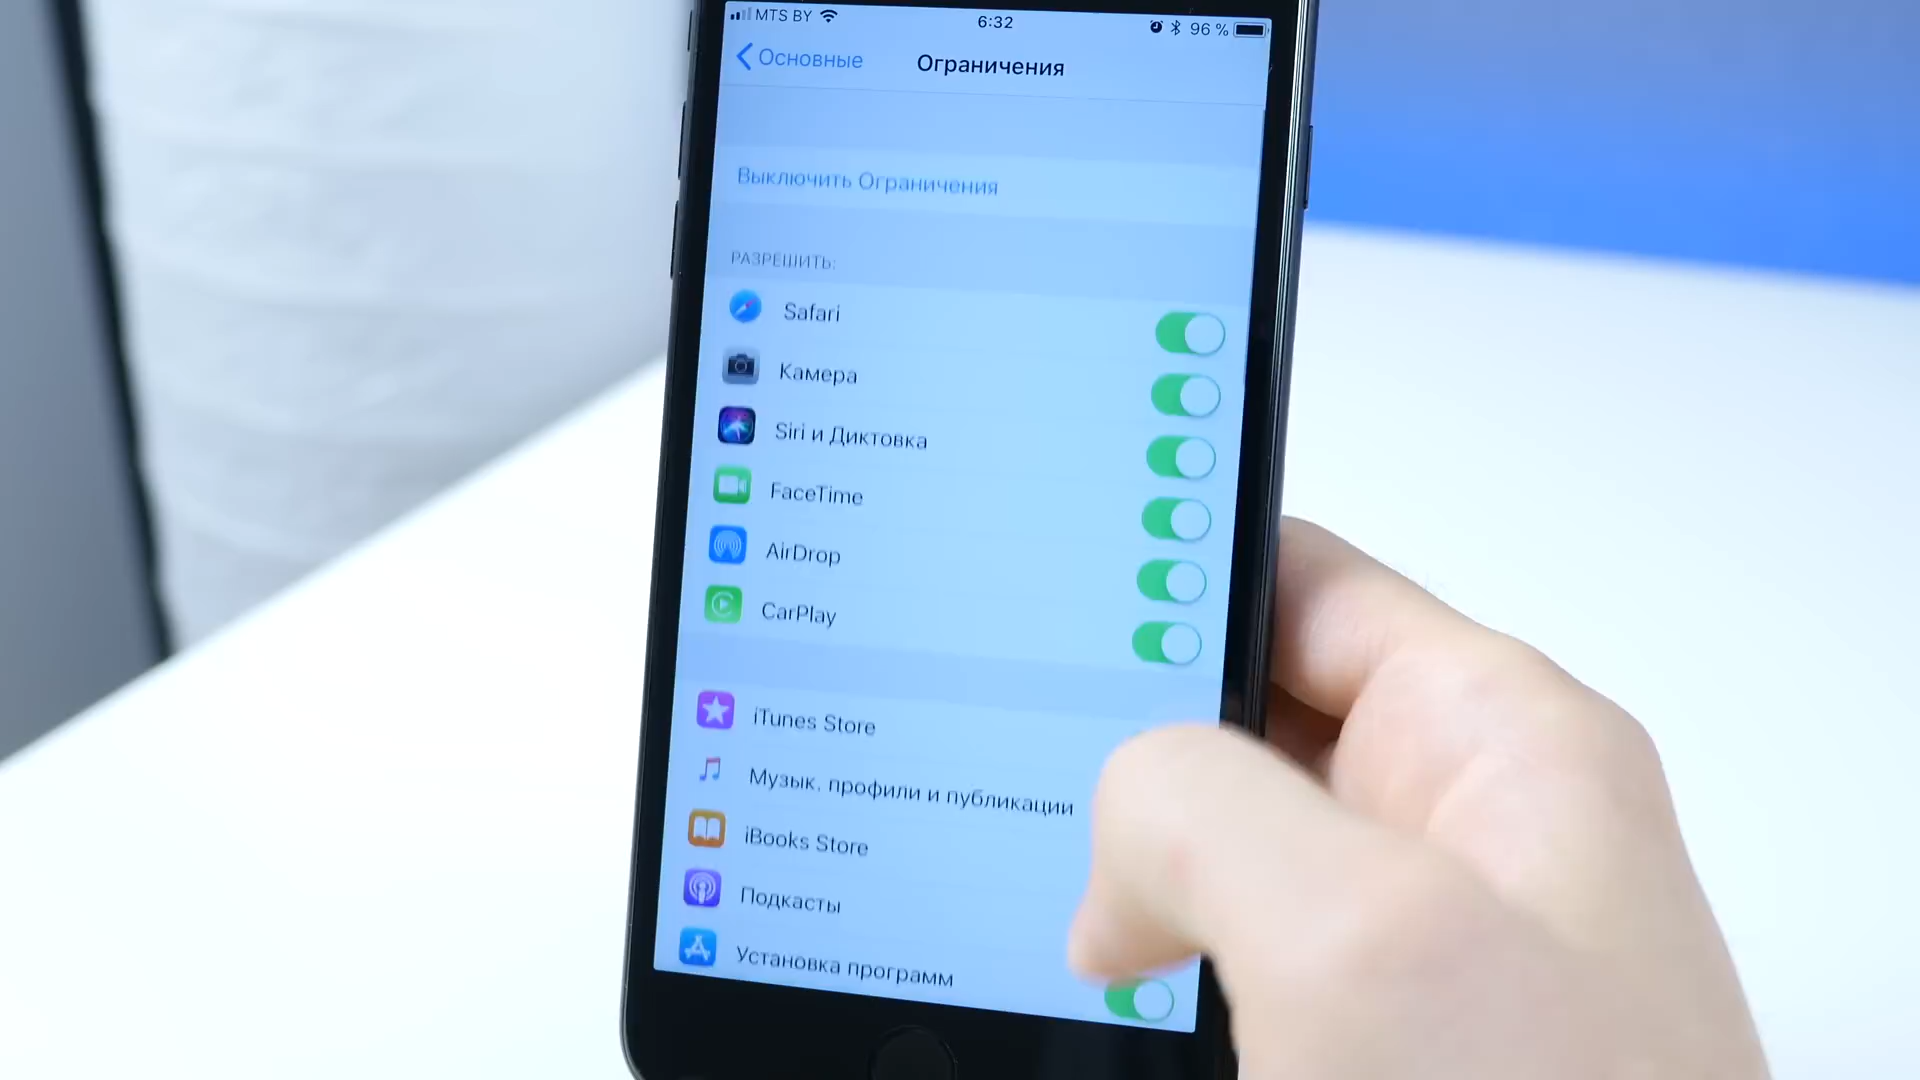 MTS BY 6:32 96 %
Основные Ограничения
Выключить Ограничения
РАЗРЕШИТЬ:
Safari
Камера
Siri и Диктовка
FaceTime
AirDrop
CarPlay
iTunes Store
Музык. профили и публикации
iBooks Store
Подкасты
Установка программ